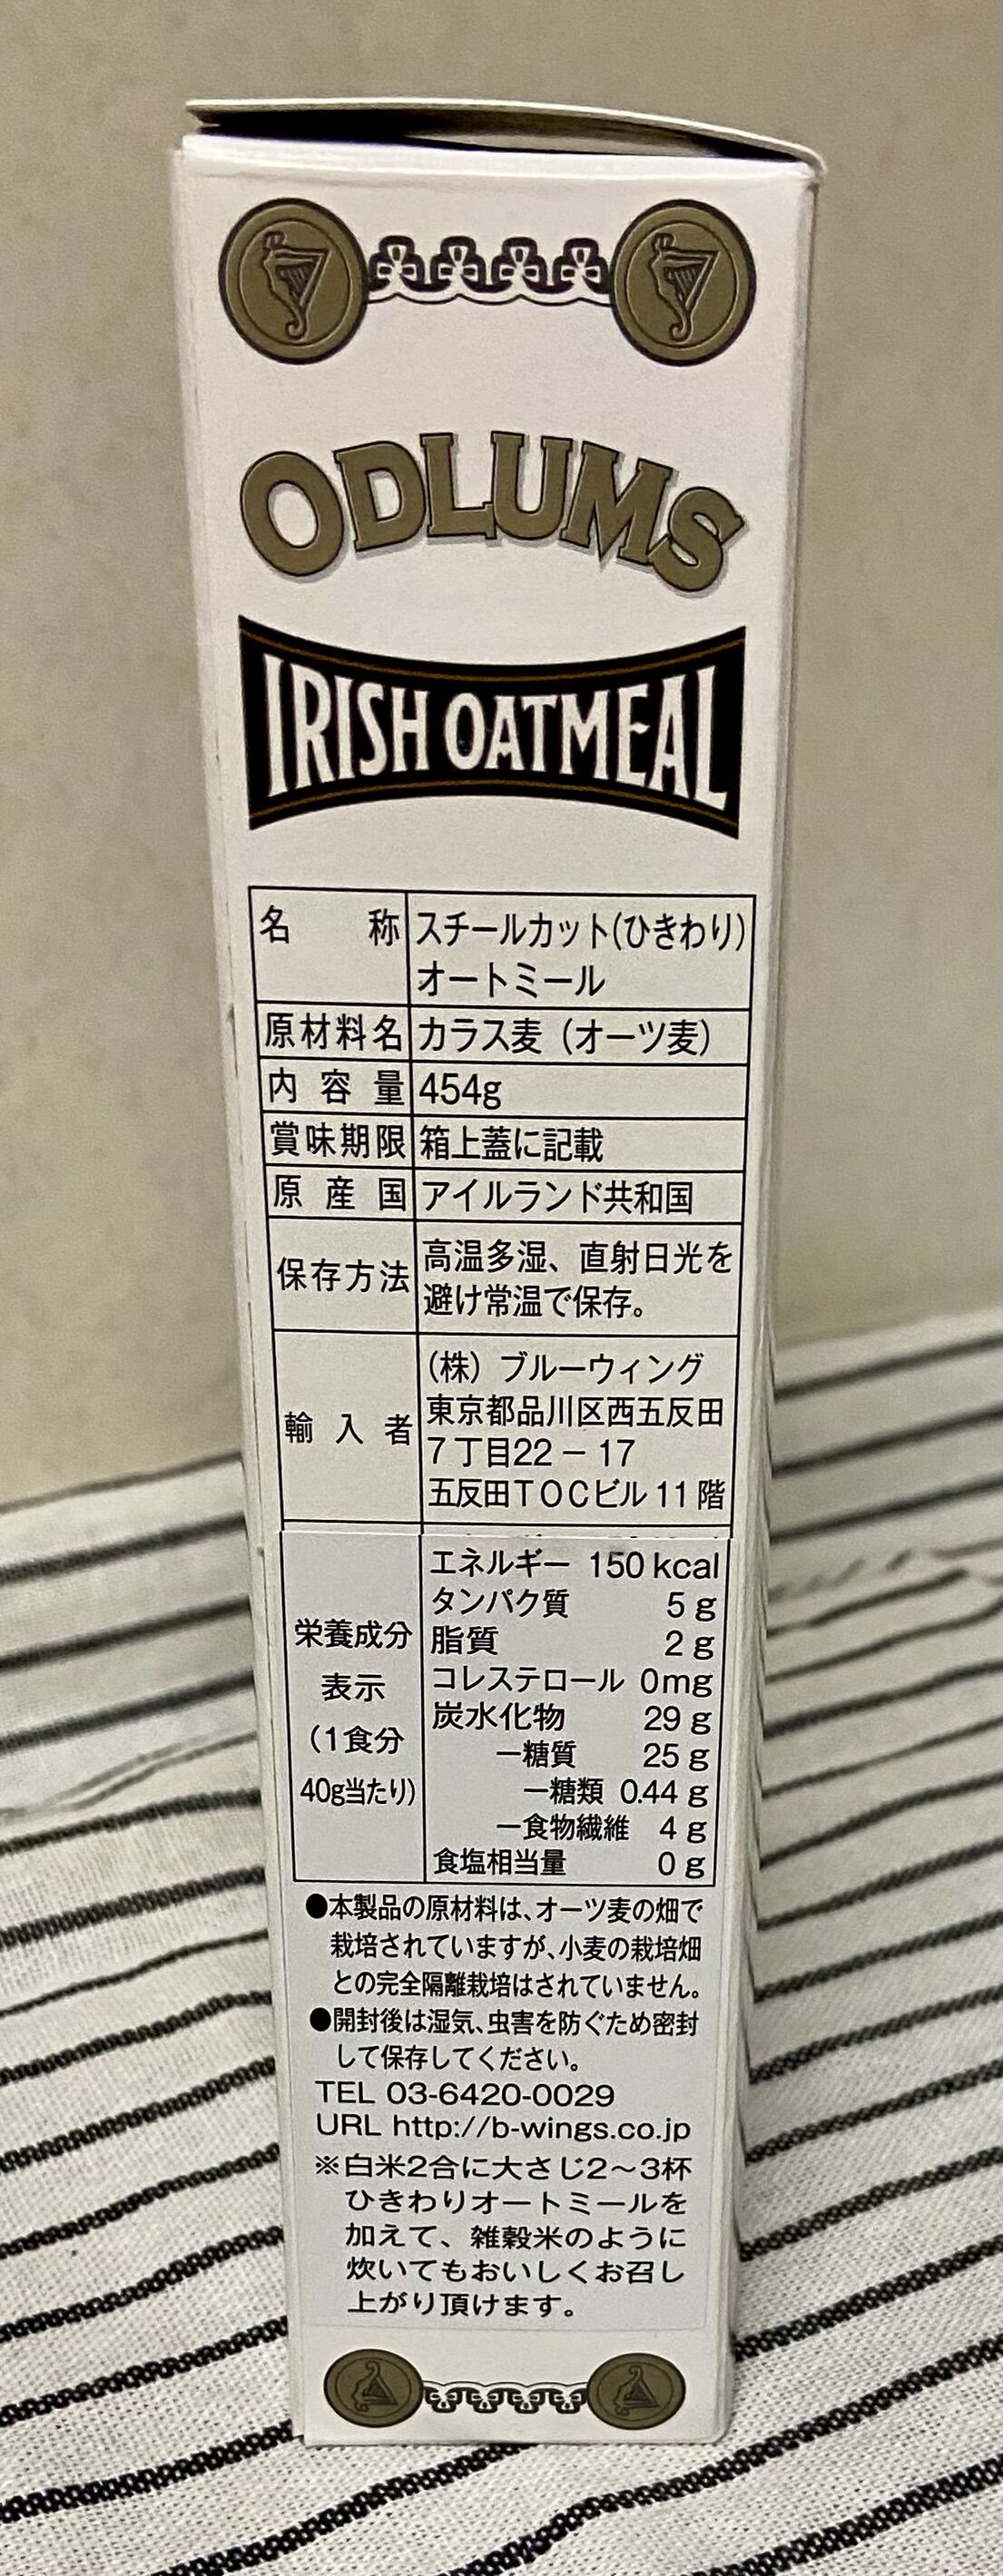 ODLUMS
IRISH OATMEAL
名称 スチールカット(ひきわり)
オートミール
原材料名 カラス麦（オーツ麦）
内容量 454g
賞味期限 箱上蓋に記載
原産国 アイルランド共和国
保存方法 高温多湿、直射日光を
避け常温で保存。
輸入者 (株) ブルーウィング
東京都品川区西五反田
7丁目22－17
五反田TOCビル11階
栄養成分
表示
(1食分
40g当たり)
エネルギー 150kcal
タンパク質 5g
脂質 2g
コレステロール 0mg
炭水化物 29g
ー糖質 25g
ー糖類 0.44g
ー食物繊維 4g
食塩相当量 0g
●本製品の原材料は、オーツ麦の畑で
栽培されていますが、小麦の栽培畑
との完全隔離栽培はされていません。
●開封後は湿気、虫害を防ぐため密封
して保存してください。
TEL 03-6420-0029
URL http://b-wings.co.jp
※白米2合に大さじ2～3杯
ひきわりオートミールを
加えて、雑穀米のように
炊いてもおいしくお召し
上がり頂けます。